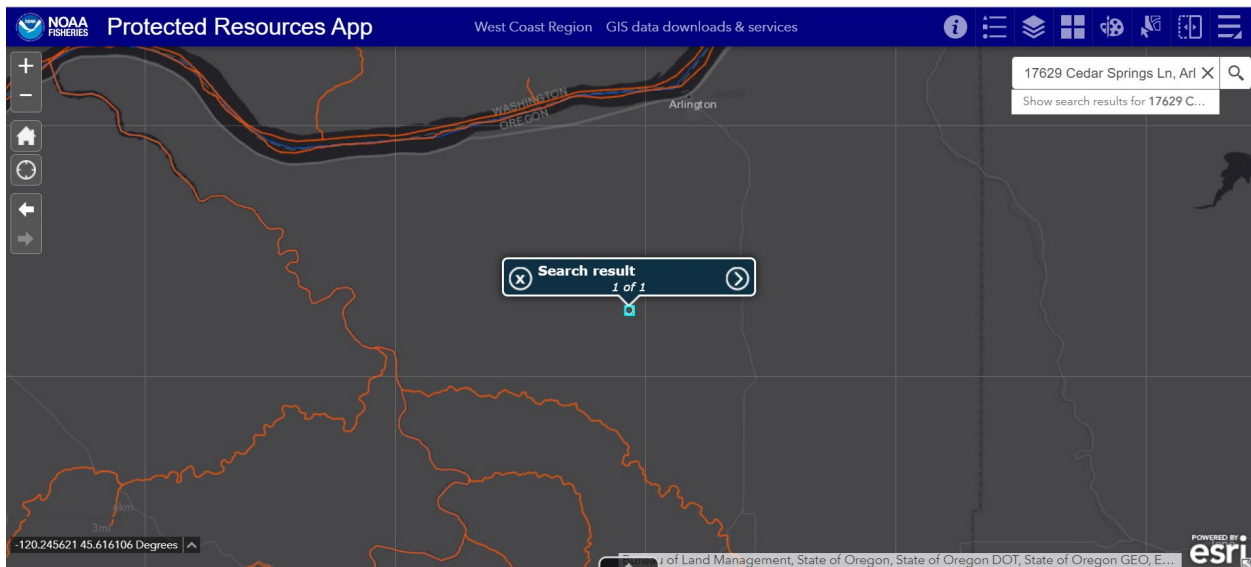 NOAA
FISHERIES
Protected Resources App
West Coast Region GIS data downloads & services
17629 Cedar Springs Ln, Arl
Show search results for 17629 C...
WASHINGTON
OREGON
Arlington
Search result
1 of 1
6km
3mi
-120.245621 45.616106 Degrees
Bureau of Land Management, State of Oregon, State of Oregon DOT, State of Oregon GEO, E...
POWERED BY
esri